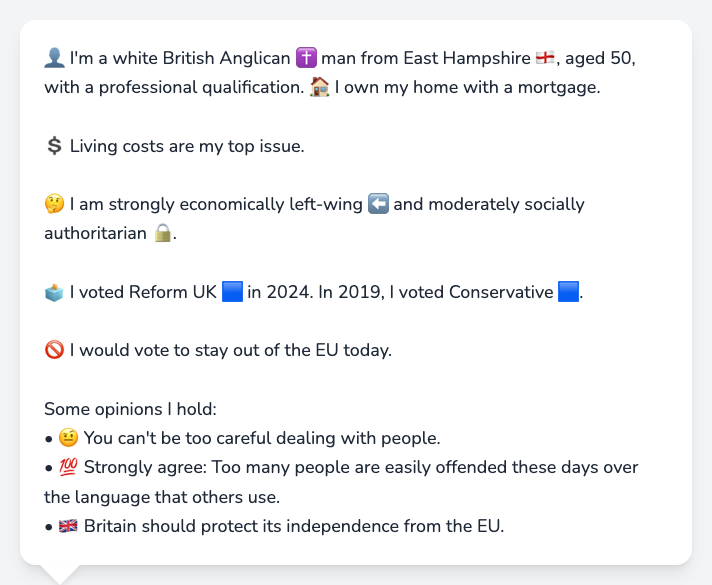 👤 I'm a white British Anglican ✝️ man from East Hampshire 🏴󠁧󠁢󠁥󠁮󠁧󠁿, aged 50,
with a professional qualification. 🏠 I own my home with a mortgage.
💲 Living costs are my top issue.
🤔 I am strongly economically left-wing ⬅️ and moderately socially
authoritarian 🔒.
🗳️ I voted Reform UK 🟦 in 2024. In 2019, I voted Conservative 🟦.
🚫 I would vote to stay out of the EU today.
Some opinions I hold:
• 🤨 You can't be too careful dealing with people.
• 💯 Strongly agree: Too many people are easily offended these days over
the language that others use.
• 🇬🇧 Britain should protect its independence from the EU.